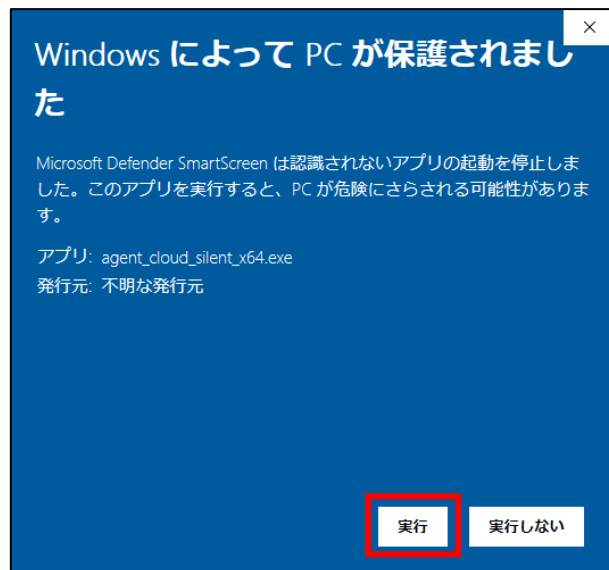 Windows によって PC が保護されまし
た
Microsoft Defender SmartScreen は認識されないアプリの起動を停止しま
した。このアプリを実行すると、PC が危険にさらされる可能性がありま
す。
アプリ: agent_cloud_silent_x64.exe
発行元: 不明な発行元
実行 実行しない